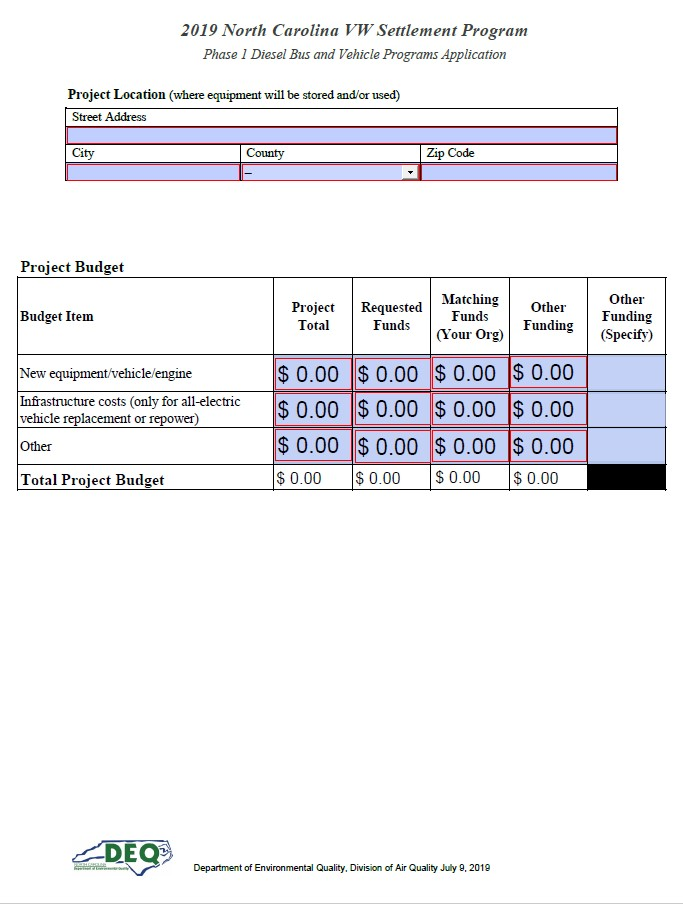 2019 North Carolina VW Settlement Program
Phase 1 Diesel Bus and Vehicle Programs Application
Project Location (where equipment will be stored and/or used)
Street Address
City County Zip Code
–
Project Budget
Budget Item Project Total Requested Funds Matching Funds (Your Org) Other Funding Other Funding (Specify)
New equipment/vehicle/engine $ 0.00 $ 0.00 $ 0.00 $ 0.00
Infrastructure costs (only for all-electric
vehicle replacement or repower) $ 0.00 $ 0.00 $ 0.00 $ 0.00
Other $ 0.00 $ 0.00 $ 0.00 $ 0.00
Total Project Budget $ 0.00 $ 0.00 $ 0.00 $ 0.00
DEQ
Department of Environmental Quality, Division of Air Quality July 9, 2019